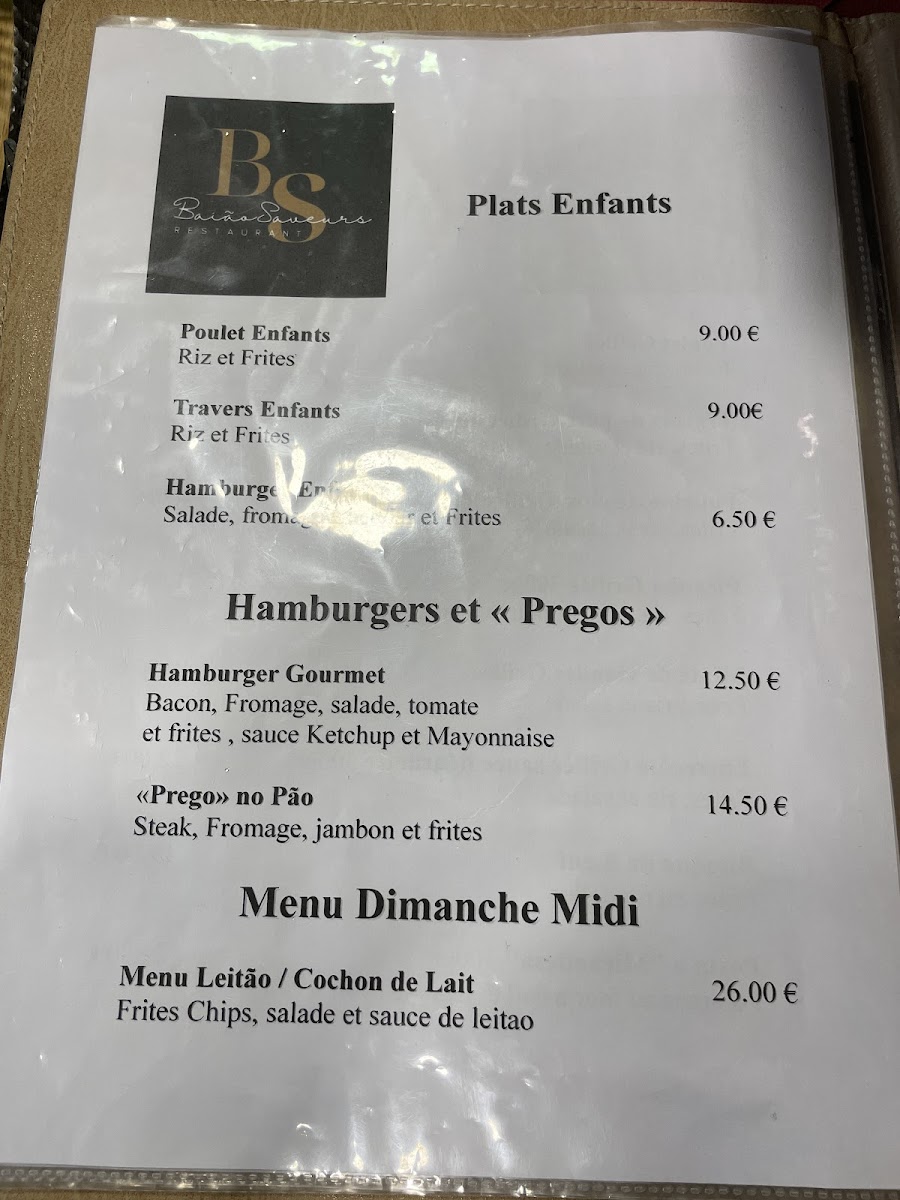 BS
Baião Saveurs
RESTAURANT
Plats Enfants
Poulet Enfants 9.00 €
Riz et Frites
Travers Enfants 9.00€
Riz et Frites
Hamburger
Salade, et Frites 6.50 €
Hamburgers et « Pregos »
Hamburger Gourmet 12.50 €
Bacon, Fromage, salade, tomate
et frites , sauce Ketchup et Mayonnaise
«Prego» no Pão 14.50 €
Steak, Fromage, jambon et frites
Menu Dimanche Midi
Menu Leitão / Cochon de Lait 26.00 €
Frites Chips, salade et sauce de leitao